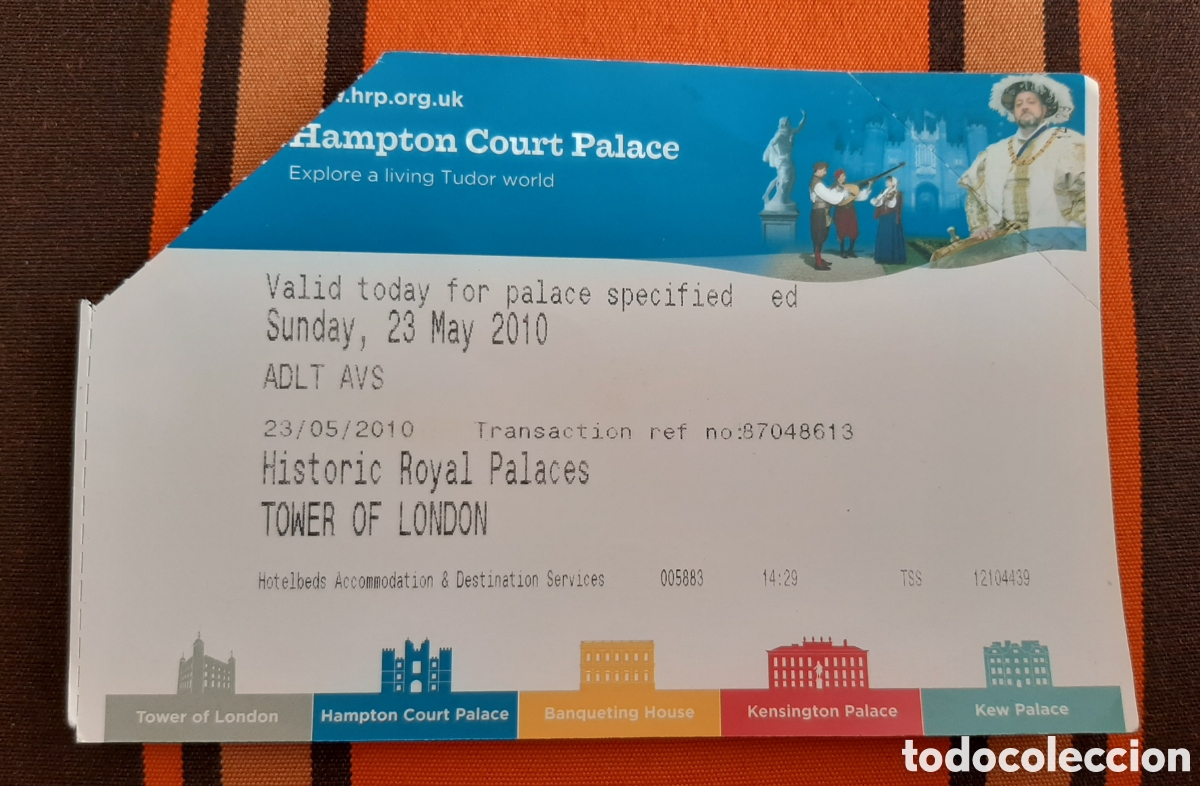 .hrp.org.uk
Hampton Court Palace
Explore a living Tudor world
Valid today for palace specified ed
Sunday, 23 May 2010
ADLT AVS
23/05/2010 Transaction ref no:87048613
Historic Royal Palaces
TOWER OF LONDON
Hotelbeds Accommodation & Destination Services 005883 14:29 TSS 12104439
Tower of London Hampton Court Palace Banqueting House Kensington Palace Kew Palace
todocoleccion